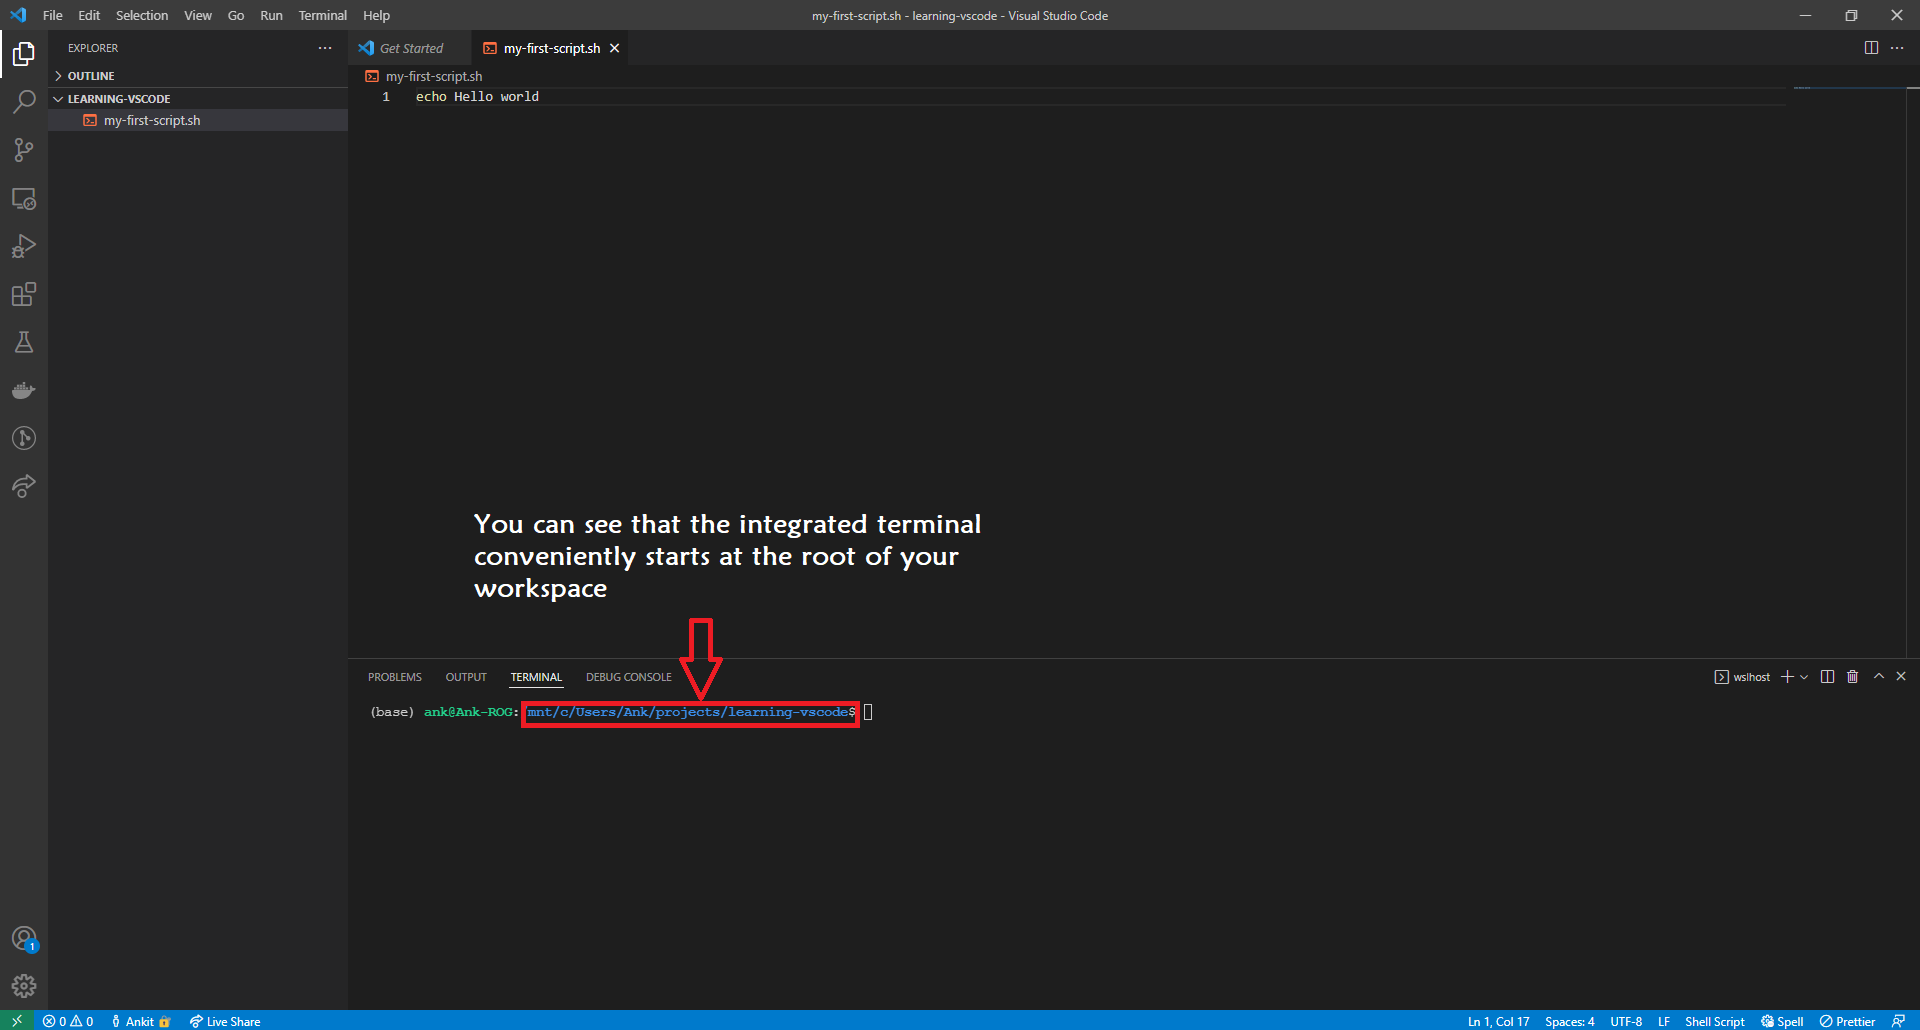 File Edit Selection View Go Run Terminal Help
my-first-script.sh - learning-vscode - Visual Studio Code
EXPLORER
OUTLINE
LEARNING-VSCODE
my-first-script.sh
Get Started
my-first-script.sh
my-first-script.sh
1 echo Hello world
You can see that the integrated terminal
conveniently starts at the root of your
workspace
PROBLEMS OUTPUT TERMINAL DEBUG CONSOLE
wslhost
(base) ank@Ank-ROG: mnt/c/Users/Ank/projects/learning-vscode$
1
0 0 Ankit Live Share
Ln 1, Col 17 Spaces: 4 UTF-8 LF Shell Script Spell Prettier